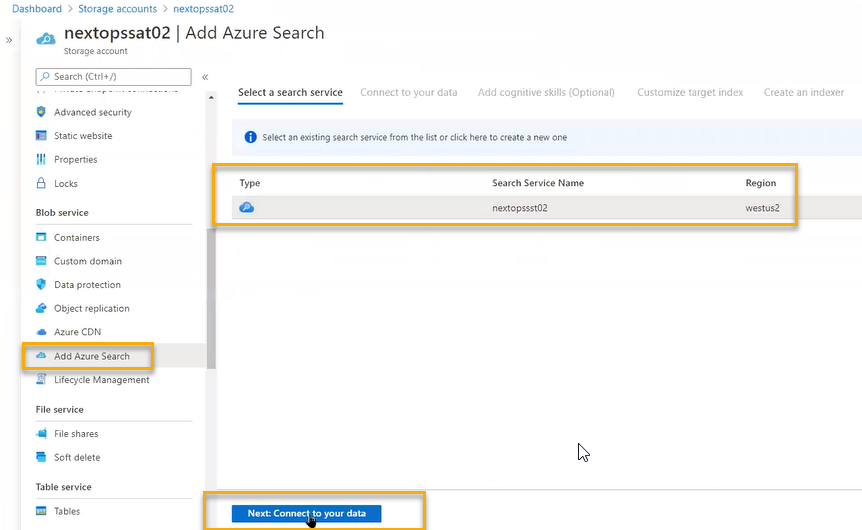 Dashboard > Storage accounts > nextopssat02
»
nextopssat02 | Add Azure Search
Storage account
Search (Ctrl+/)
«
Advanced security
Static website
Properties
Locks
Blob service
Containers
Custom domain
Data protection
Object replication
Azure CDN
Add Azure Search
Lifecycle Management
File service
File shares
Soft delete
Table service
Tables
Select a search service
Connect to your data
Add cognitive skills (Optional)
Customize target index
Create an indexer
Select an existing search service from the list or click here to create a new one
Type Search Service Name Region
nextopssst02 westus2
Next: Connect to your data